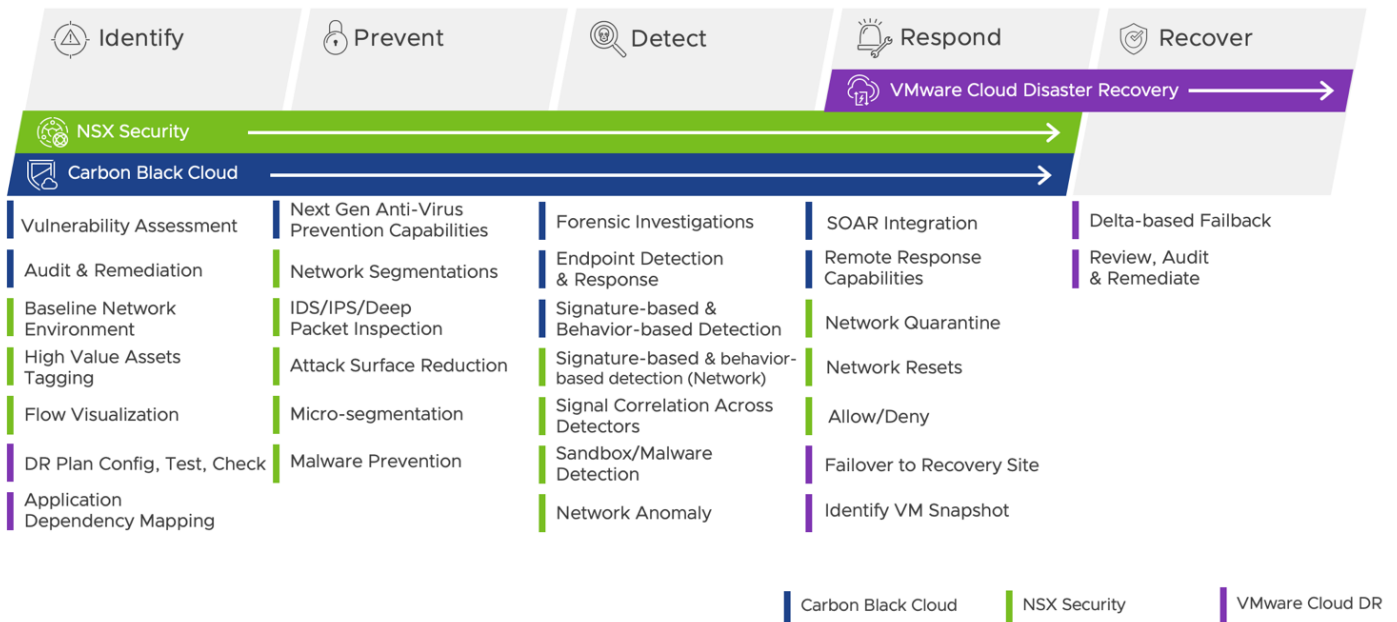 Identify
Prevent
Detect
Respond
Recover
VMware Cloud Disaster Recovery
NSX Security
Carbon Black Cloud
Vulnerability Assessment
Audit & Remediation
Baseline Network
Environment
High Value Assets
Tagging
Flow Visualization
DR Plan Config, Test, Check
Application
Dependency Mapping
Next Gen Anti-Virus
Prevention Capabilities
Network Segmentations
IDS/IPS/Deep
Packet Inspection
Attack Surface Reduction
Micro-segmentation
Malware Prevention
Forensic Investigations
Endpoint Detection
& Response
Signature-based &
Behavior-based Detection
Signature-based & behavior-
based detection (Network)
Signal Correlation Across
Detectors
Sandbox/Malware
Detection
Network Anomaly
SOAR Integration
Remote Response
Capabilities
Network Quarantine
Network Resets
Allow/Deny
Failover to Recovery Site
Identify VM Snapshot
Delta-based Failback
Review, Audit
& Remediate
Carbon Black Cloud
NSX Security
VMware Cloud DR